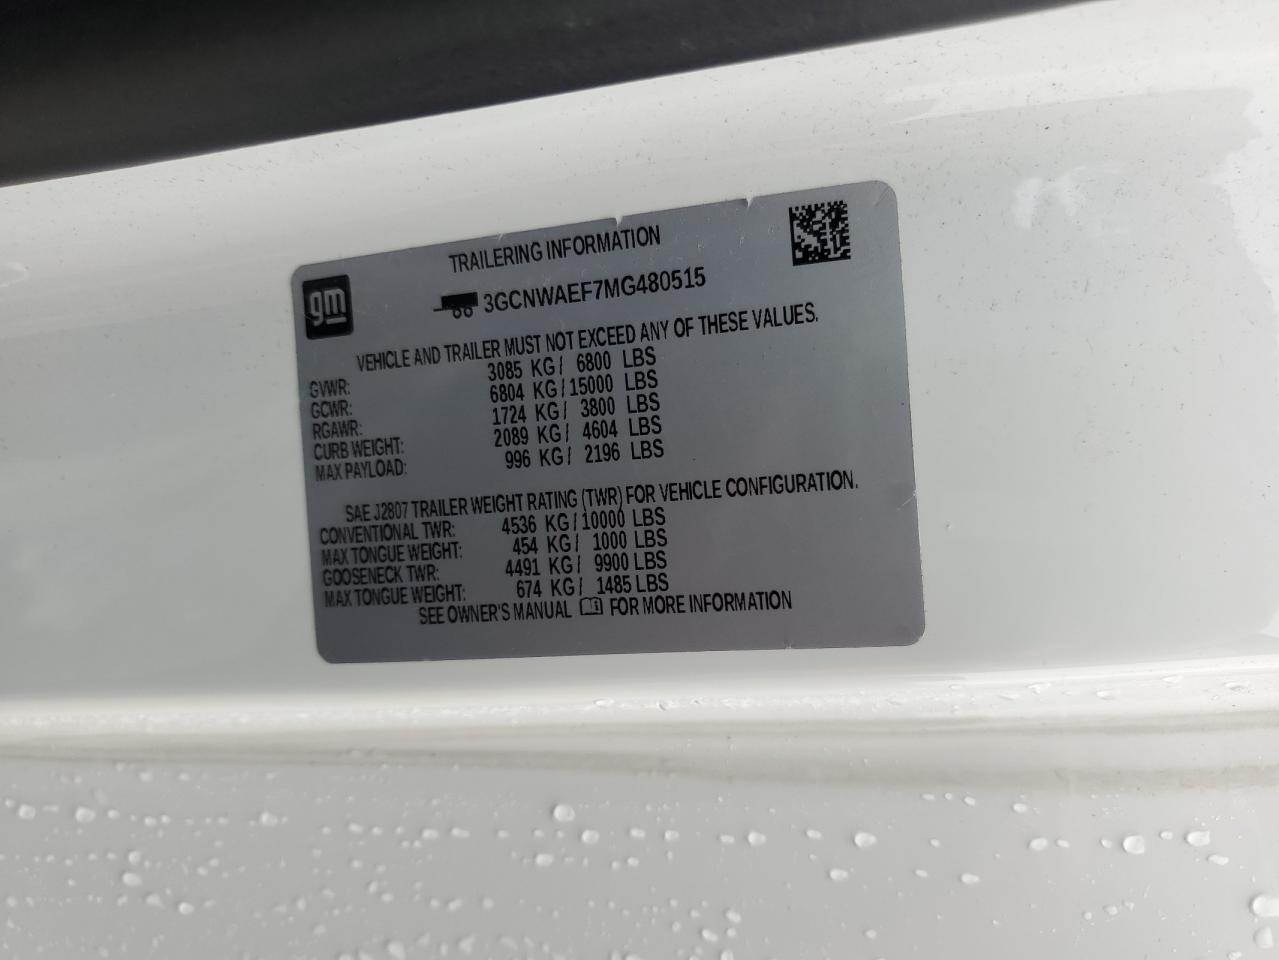 TRAILERING INFORMATION
gm
3GCNWAEF7MG480515
VEHICLE AND TRAILER MUST NOT EXCEED ANY OF THESE VALUES.
GVWR: 3085 KG/ 6800 LBS
GCWR: 6804 KG/15000 LBS
RGAWR: 1724 KG/ 3800 LBS
CURB WEIGHT: 2089 KG/ 4604 LBS
MAX PAYLOAD: 996 KG/ 2196 LBS
SAE J2807 TRAILER WEIGHT RATING (TWR) FOR VEHICLE CONFIGURATION.
CONVENTIONAL TWR: 4536 KG/10000 LBS
MAX TONGUE WEIGHT: 454 KG/ 1000 LBS
GOOSENECK TWR: 4491 KG/ 9900 LBS
MAX TONGUE WEIGHT: 674 KG/ 1485 LBS
SEE OWNER'S MANUAL FOR MORE INFORMATION